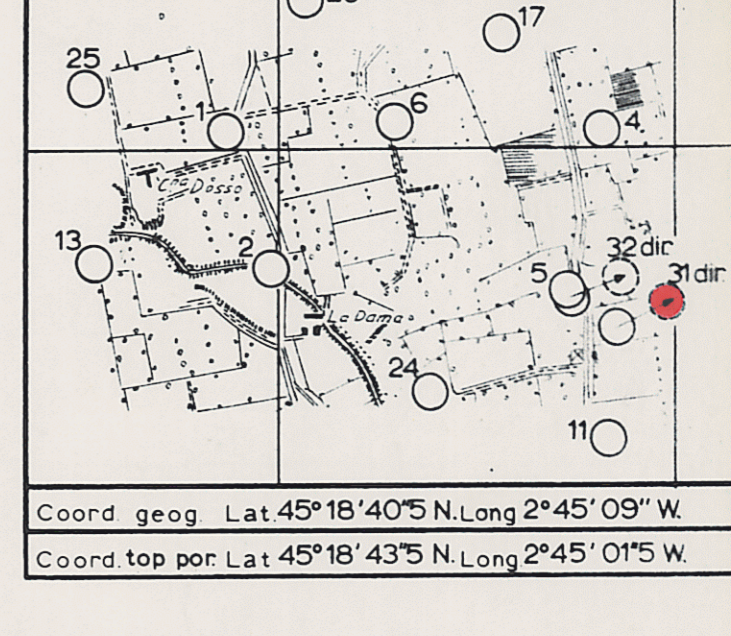 17
25
1
6
4
Cna Dosso
13
2
32 dir.
5
31 dir.
La Dama
24
11
Coord. geog. Lat. 45° 18' 40"5 N. Long 2° 45' 09" W.
Coord. top por. Lat 45° 18' 43"5 N. Long. 2° 45' 01"5 W.